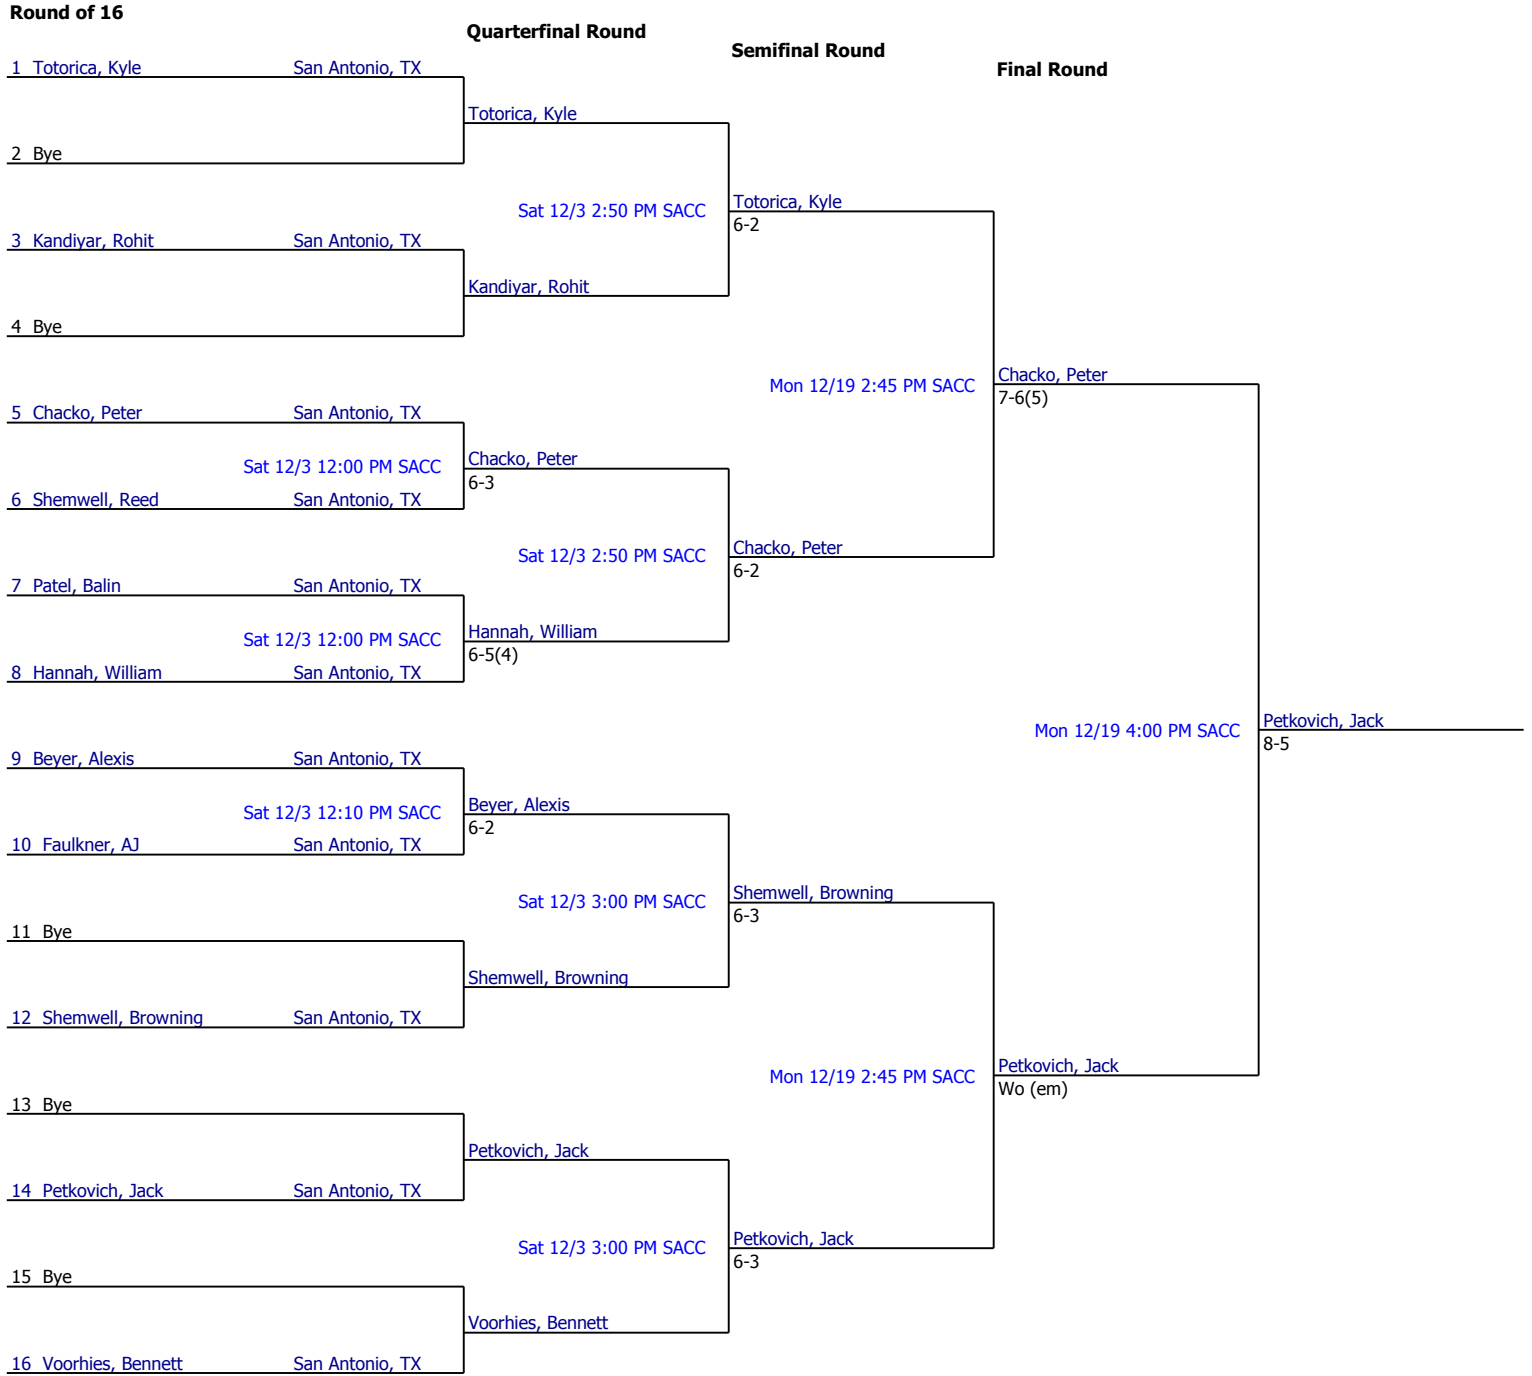 Round of 16
Quarterfinal Round
Semifinal Round
Final Round
1 Totorica, Kyle San Antonio, TX
Totorica, Kyle
2 Bye
Sat 12/3 2:50 PM SACC
Totorica, Kyle
6-2
3 Kandiyar, Rohit San Antonio, TX
Kandiyar, Rohit
4 Bye
Mon 12/19 2:45 PM SACC
Chacko, Peter
7-6(5)
5 Chacko, Peter San Antonio, TX
Sat 12/3 12:00 PM SACC
Chacko, Peter
6-3
6 Shemwell, Reed San Antonio, TX
Sat 12/3 2:50 PM SACC
Chacko, Peter
6-2
7 Patel, Balin San Antonio, TX
Sat 12/3 12:00 PM SACC
Hannah, William
6-5(4)
8 Hannah, William San Antonio, TX
Mon 12/19 4:00 PM SACC
Petkovich, Jack
8-5
9 Beyer, Alexis San Antonio, TX
Sat 12/3 12:10 PM SACC
Beyer, Alexis
6-2
10 Faulkner, AJ San Antonio, TX
Sat 12/3 3:00 PM SACC
Shemwell, Browning
6-3
11 Bye
Shemwell, Browning
12 Shemwell, Browning San Antonio, TX
Mon 12/19 2:45 PM SACC
Petkovich, Jack
Wo (em)
13 Bye
Petkovich, Jack
14 Petkovich, Jack San Antonio, TX
Sat 12/3 3:00 PM SACC
Petkovich, Jack
6-3
15 Bye
Voorhies, Bennett
16 Voorhies, Bennett San Antonio, TX